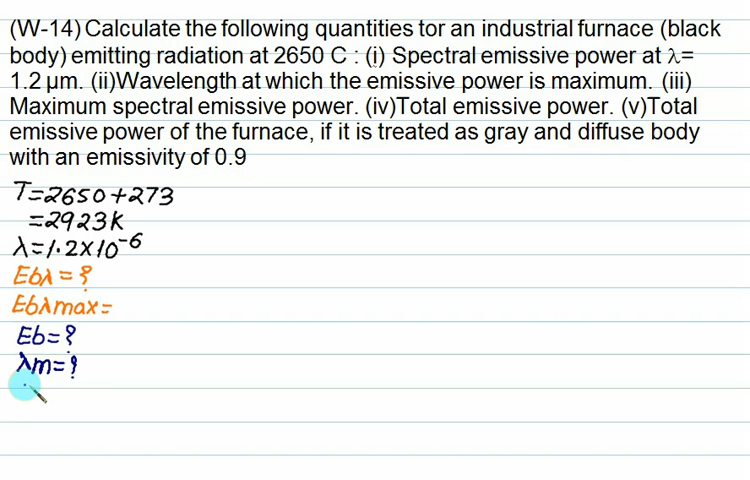 (W-14) Calculate the following quantities tor an industrial furnace (black
body) emitting radiation at 2650 C : (i) Spectral emissive power at λ=
1.2 μm. (ii)Wavelength at which the emissive power is maximum. (iii)
Maximum spectral emissive power. (iv)Total emissive power. (v)Total
emissive power of the furnace, if it is treated as gray and diffuse body
with an emissivity of 0.9
T=2650+273
=2923K
λ=1.2×10⁻⁶
Ebλ=?
Ebλmax=
Eb=?
λm=?